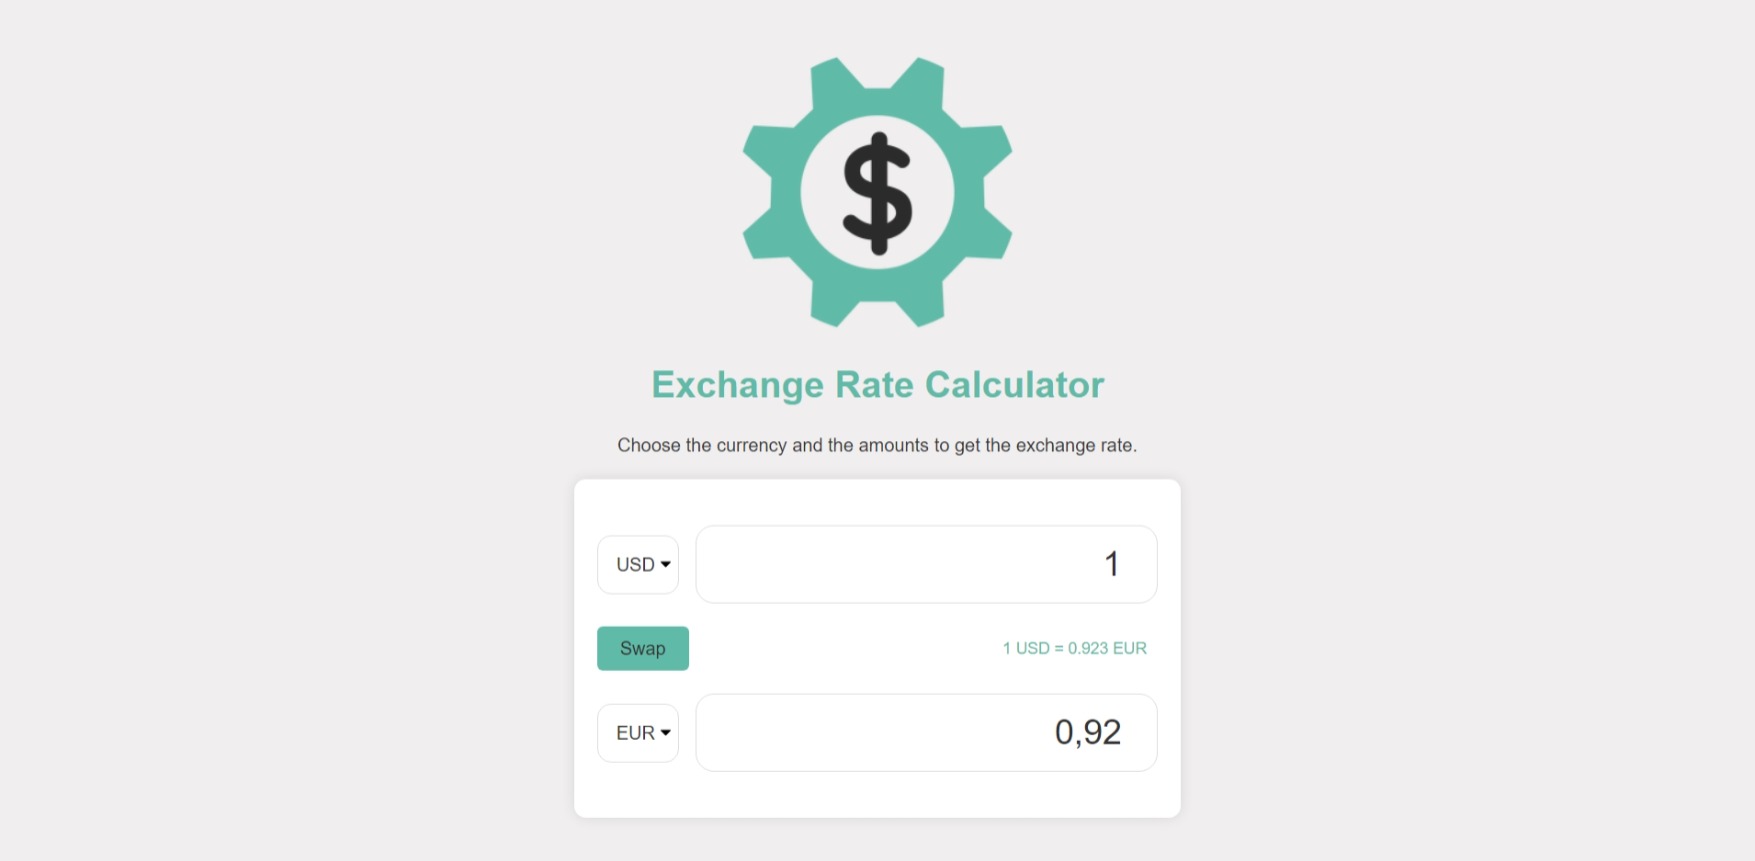 $
Exchange Rate Calculator
Choose the currency and the amounts to get the exchange rate.
USD 1
Swap 1 USD = 0.923 EUR
EUR 0,92